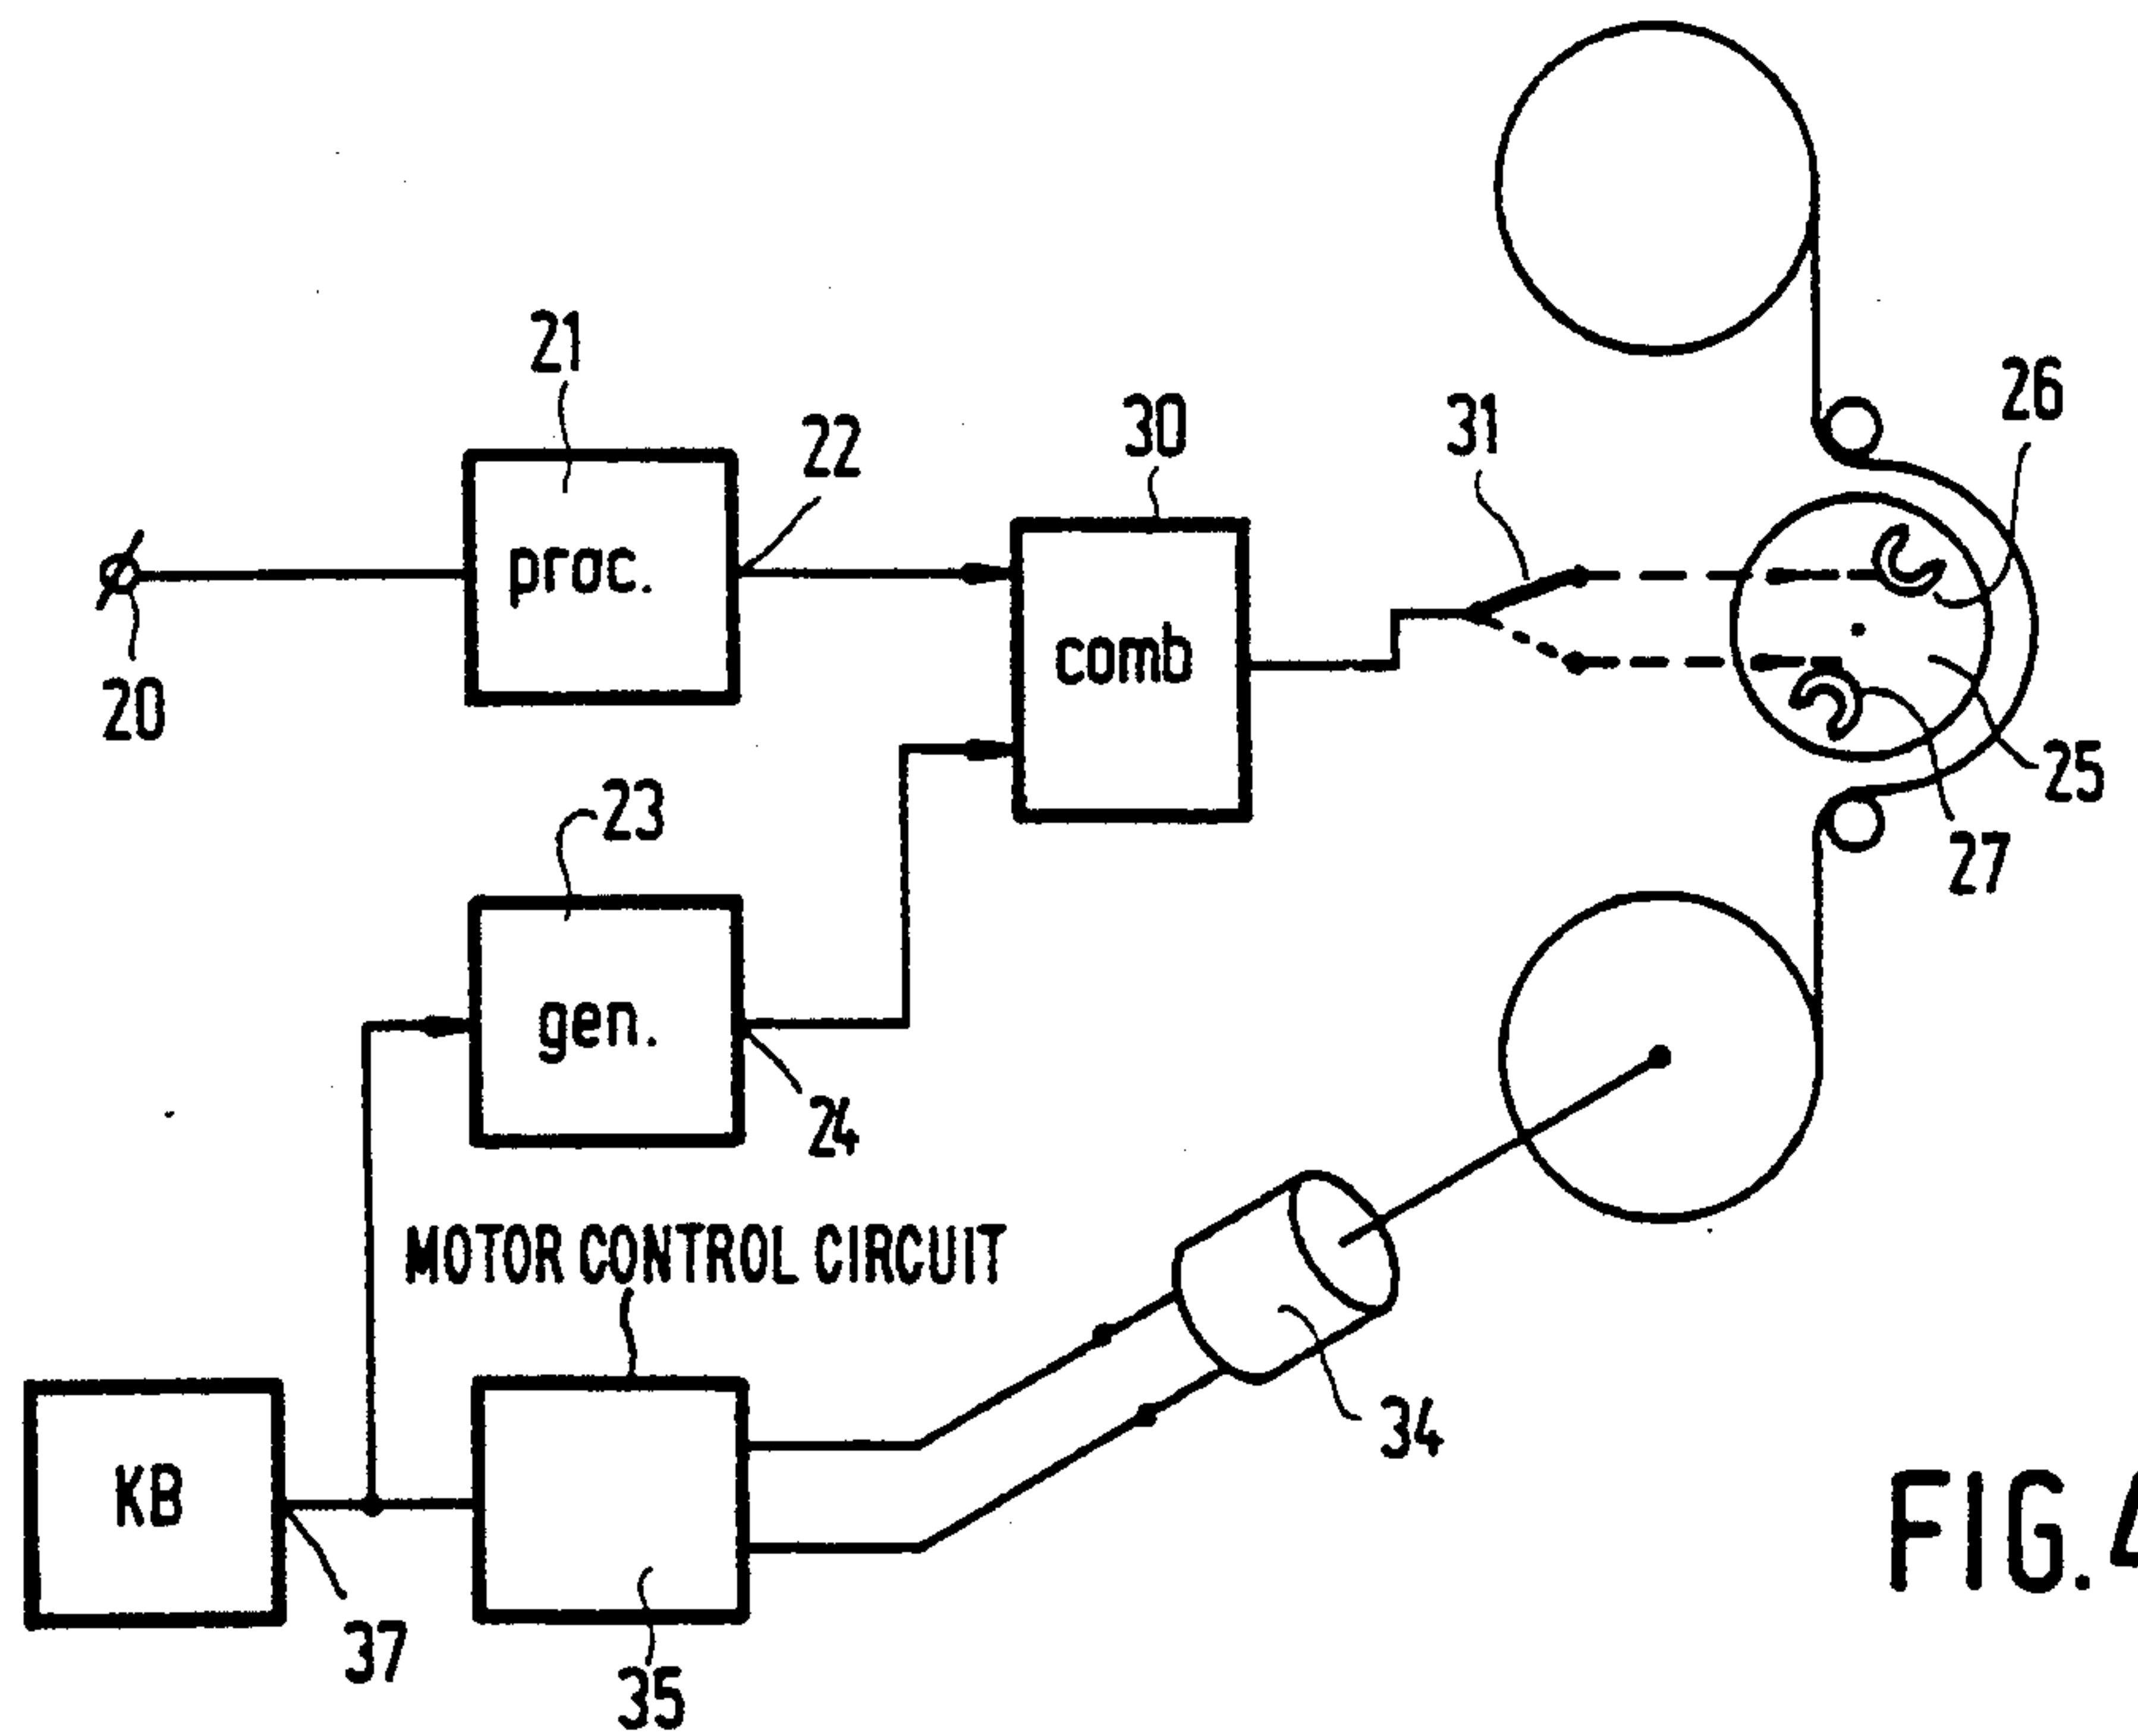 21
22
30
31
26
proc.
comb
20
25
23
27
gen.
24
MOTOR CONTROL CIRCUIT
34
KB
37
35
FIG.4